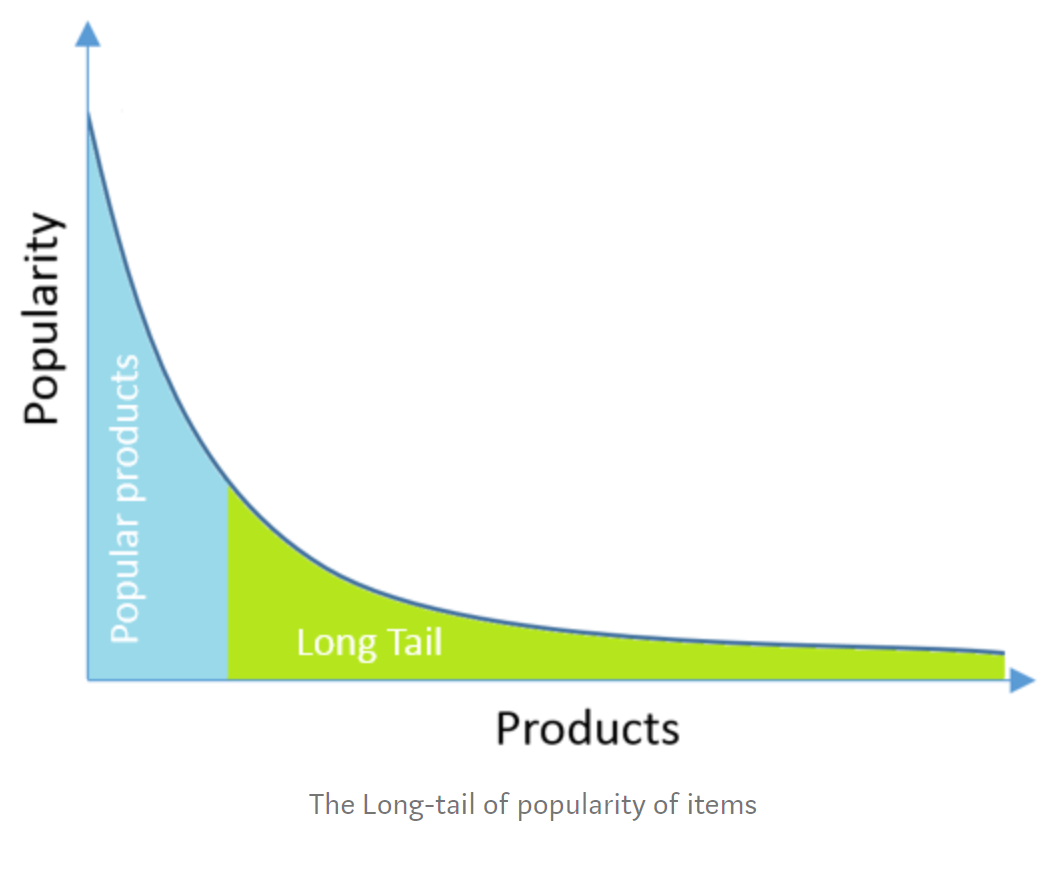 Popularity
Popular products
Long Tail
Products
The Long-tail of popularity of items